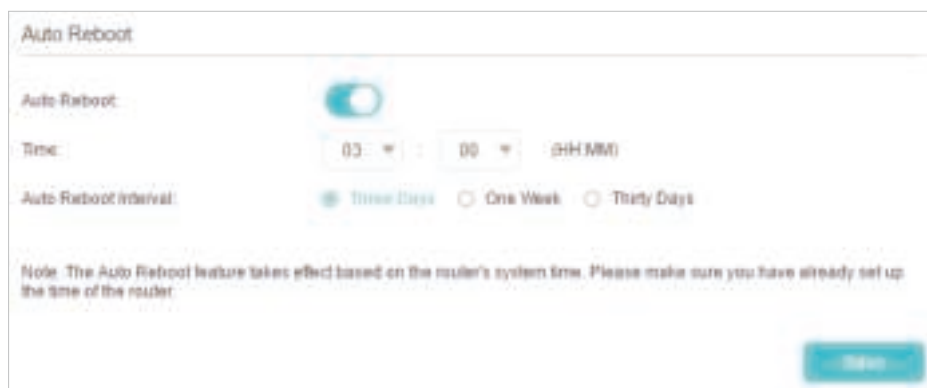 Auto Reboot
Auto Reboot:
Time: 03 : 00 (HH:MM)
Auto Reboot Interval: Three Days One Week Thirty Days
Note: The Auto Reboot feature takes effect based on the router's system time. Please make sure you have already set up
the time of the router.
Save